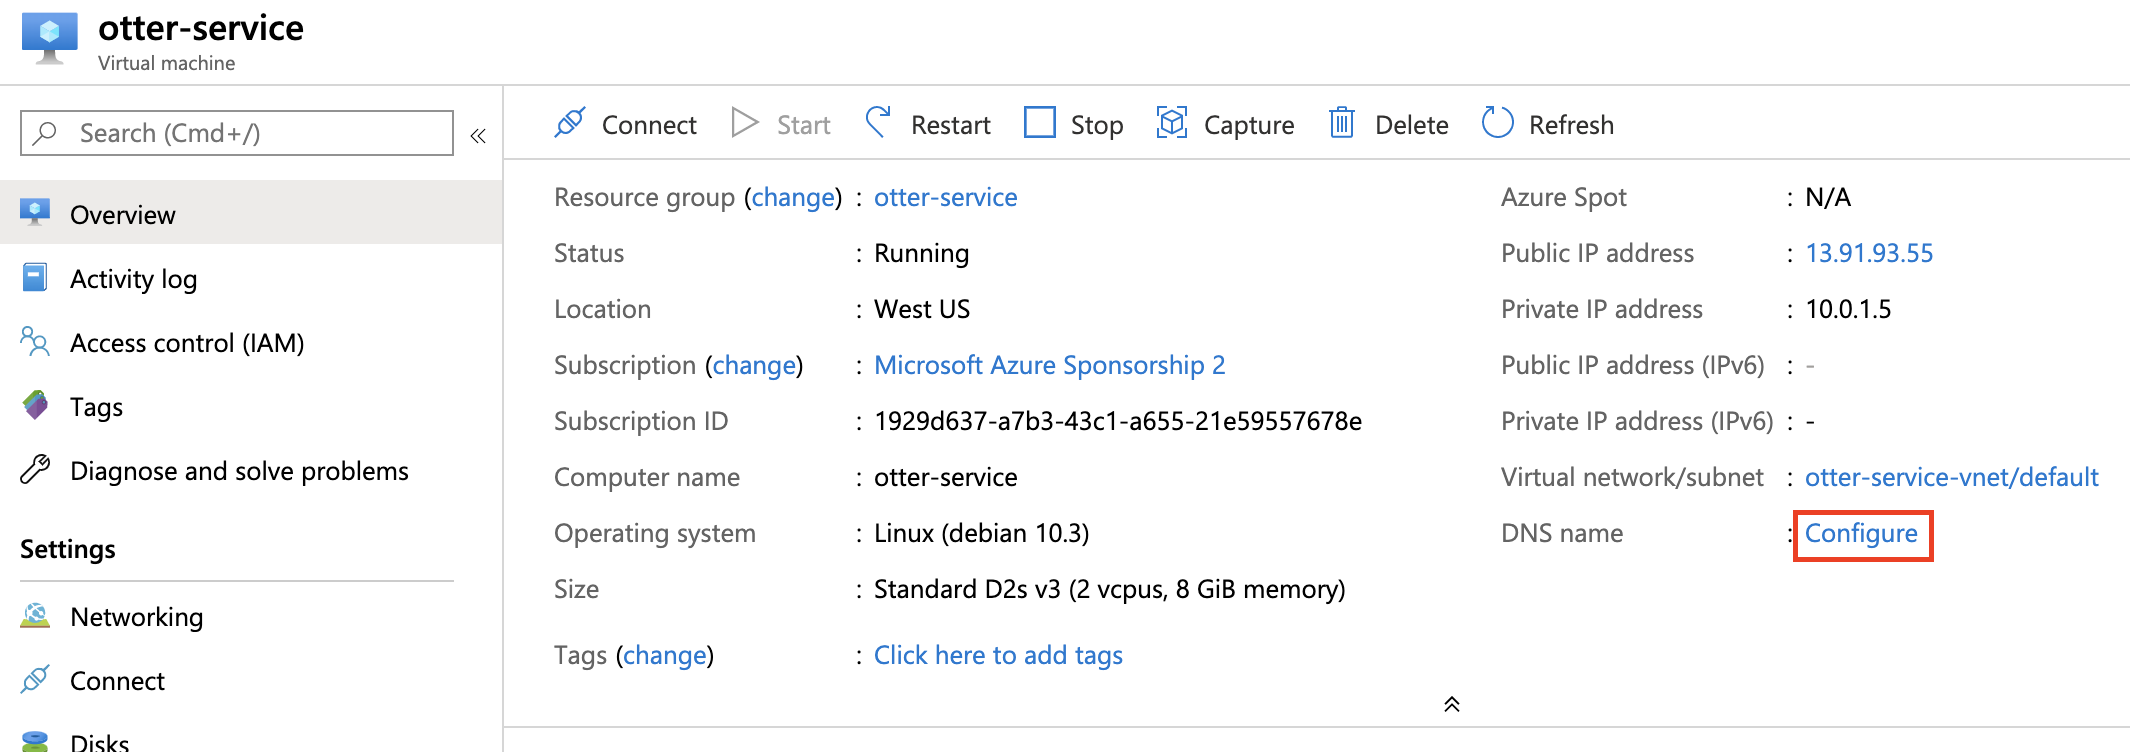 otter-service
Virtual machine
Search (Cmd+/)
«
Connect
Start
Restart
Stop
Capture
Delete
Refresh
Overview
Activity log
Access control (IAM)
Tags
Diagnose and solve problems
Settings
Networking
Connect
Disks
Resource group (change) : otter-service
Status : Running
Location : West US
Subscription (change) : Microsoft Azure Sponsorship 2
Subscription ID : 1929d637-a7b3-43c1-a655-21e59557678e
Computer name : otter-service
Operating system : Linux (debian 10.3)
Size : Standard D2s v3 (2 vcpus, 8 GiB memory)
Tags (change) : Click here to add tags
Azure Spot : N/A
Public IP address : 13.91.93.55
Private IP address : 10.0.1.5
Public IP address (IPv6) : -
Private IP address (IPv6) : -
Virtual network/subnet : otter-service-vnet/default
DNS name : Configure